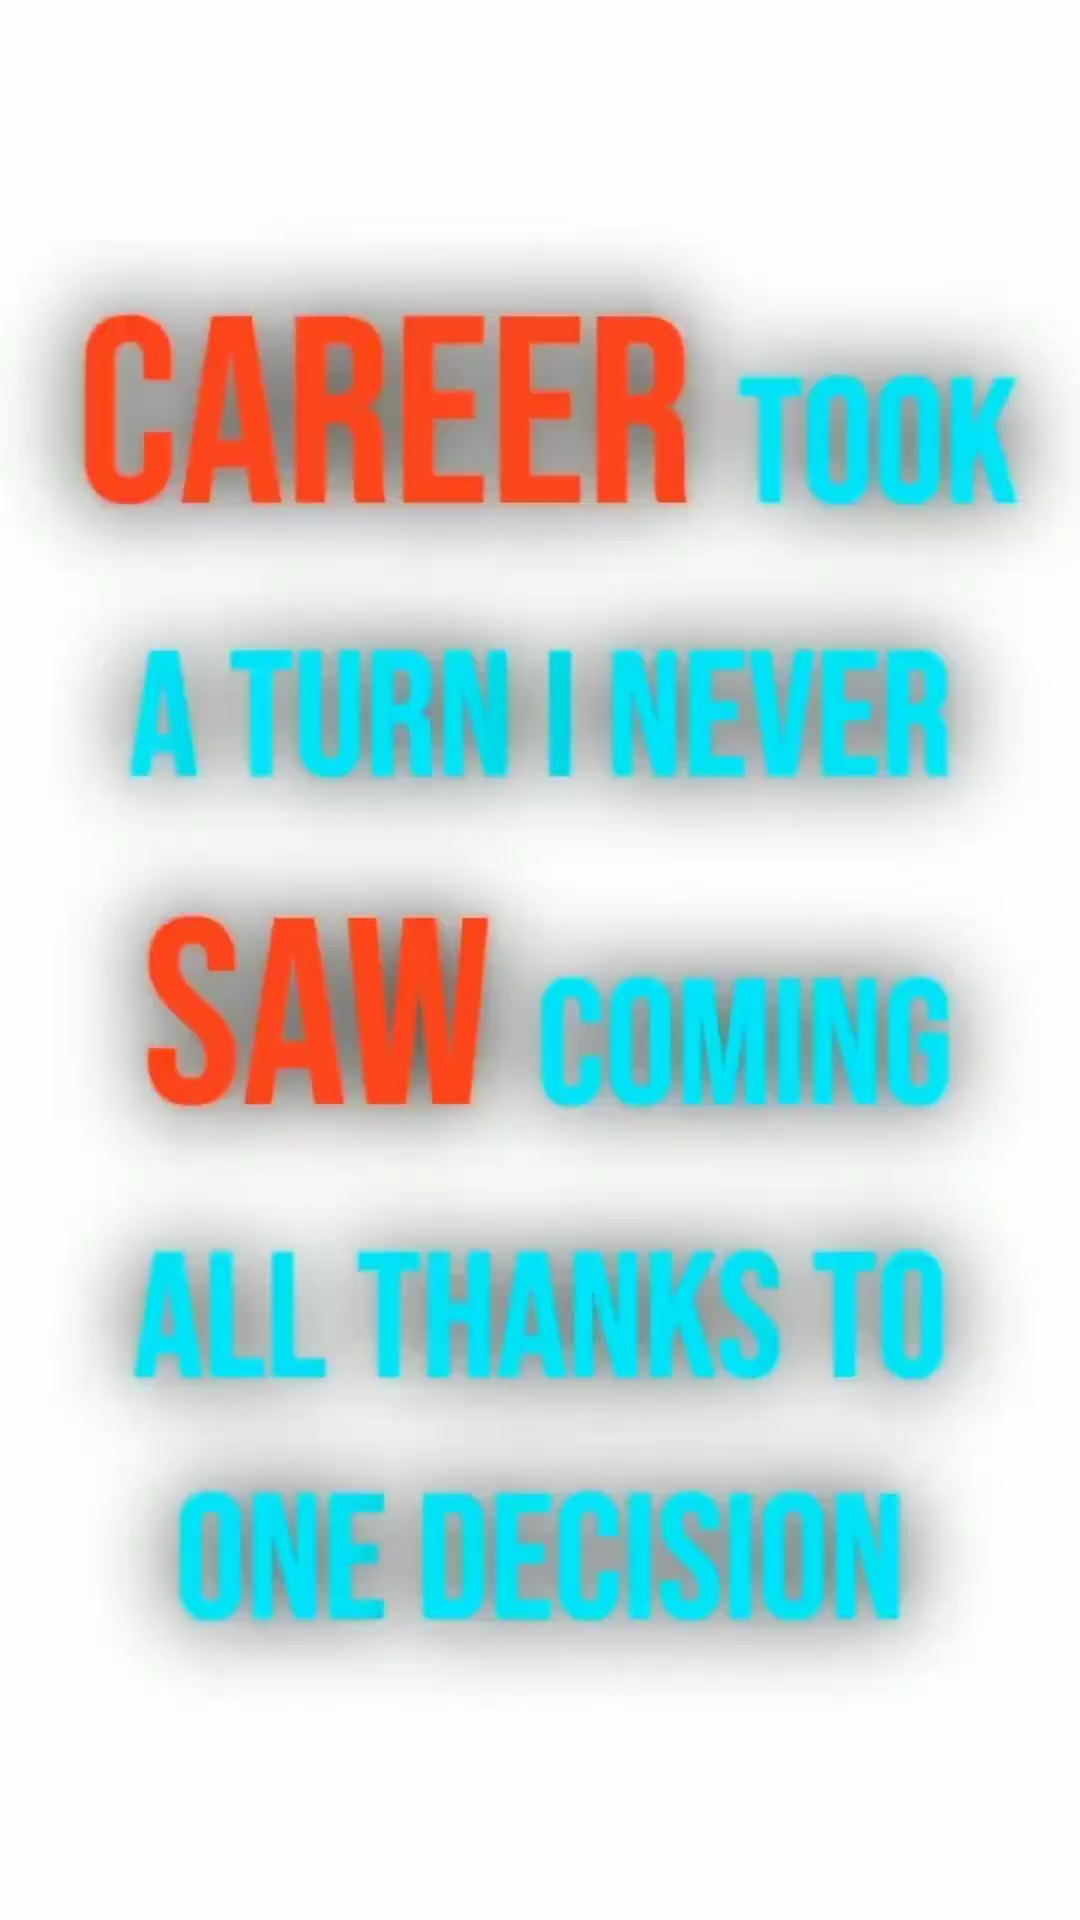 CAREER TOOK
A TURN I NEVER
SAW COMING
ALL THANKS TO
ONE DECISION